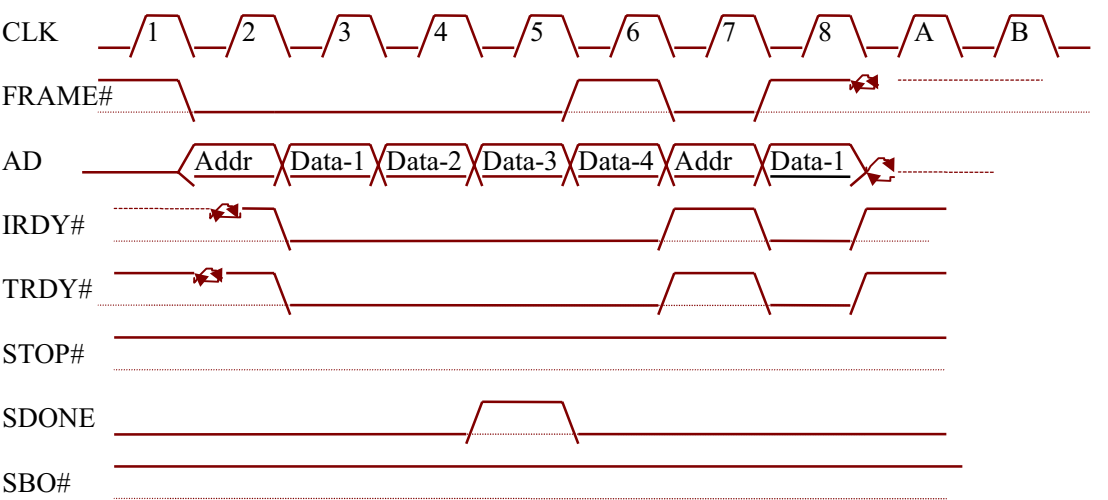 CLK 1 2 3 4 5 6 7 8 A B
FRAME#
AD Addr Data-1 Data-2 Data-3 Data-4 Addr Data-1
IRDY#
TRDY#
STOP#
SDONE
SBO#